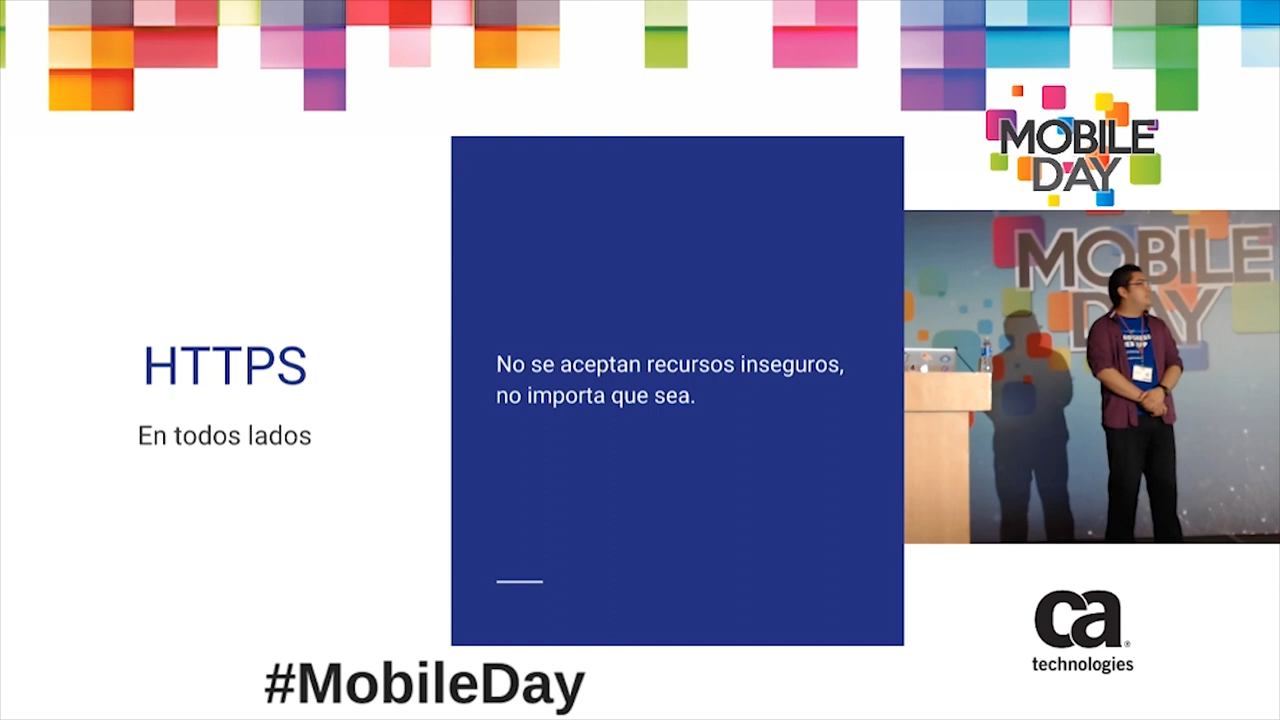 MOBILE
DAY
MOBILE
DAY
HTTPS
En todos lados
No se aceptan recursos inseguros,
no importa que sea.
ca
technologies
#MobileDay